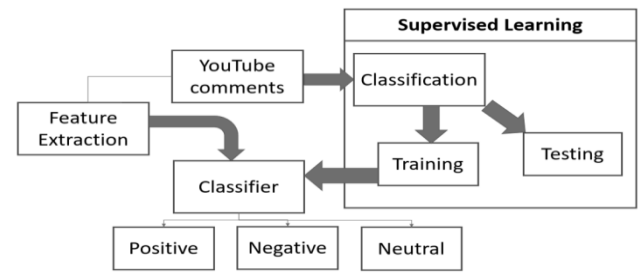 Supervised Learning
YouTube
comments
Classification
Feature
Extraction
Training
Testing
Classifier
Positive
Negative
Neutral